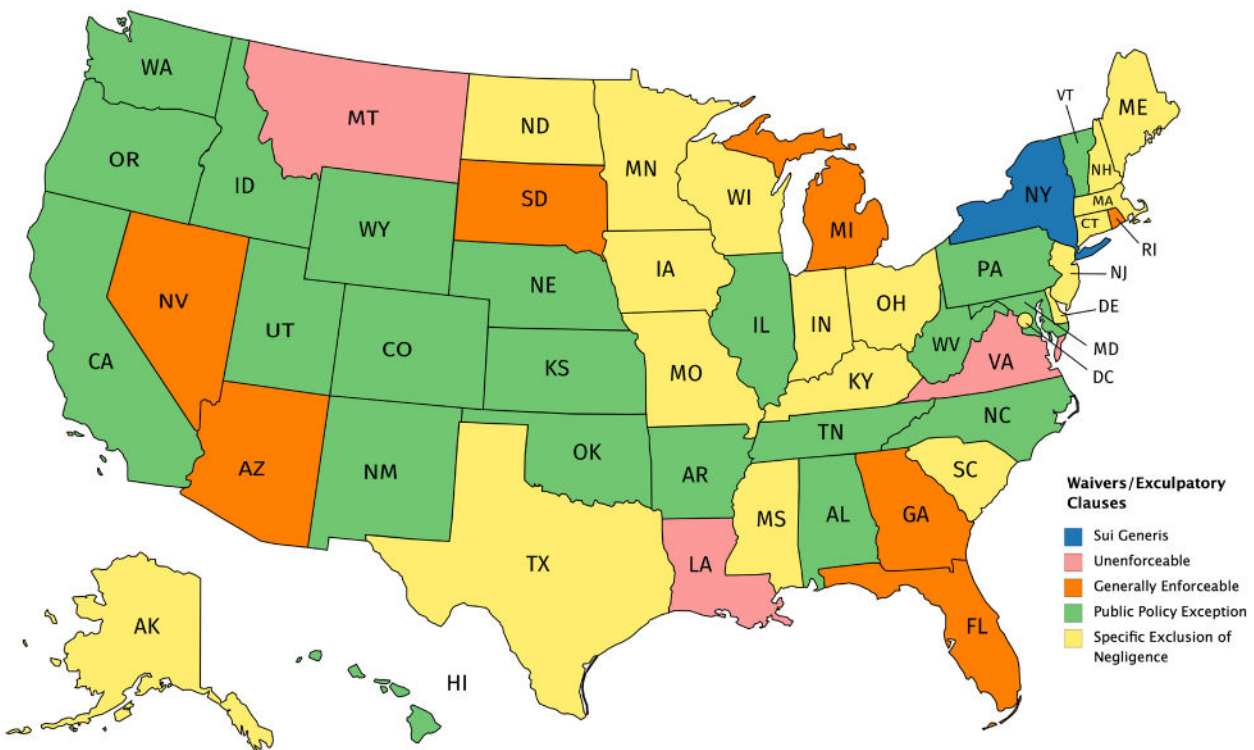 WA
MT
ND
MN
ME
VT
OR
ID
SD
WI
NH
NY
MA
WY
MI
CT
RI
IA
PA
NJ
NE
NV
OH
DE
UT
IL
IN
CA
CO
WV
MD
VA
KS
MO
KY
DC
NC
TN
OK
AZ
NM
AR
SC
MS
AL
GA
TX
LA
FL
AK
HI
Waivers/Exculpatory
Clauses
Sui Generis
Unenforceable
Generally Enforceable
Public Policy Exception
Specific Exclusion of
Negligence